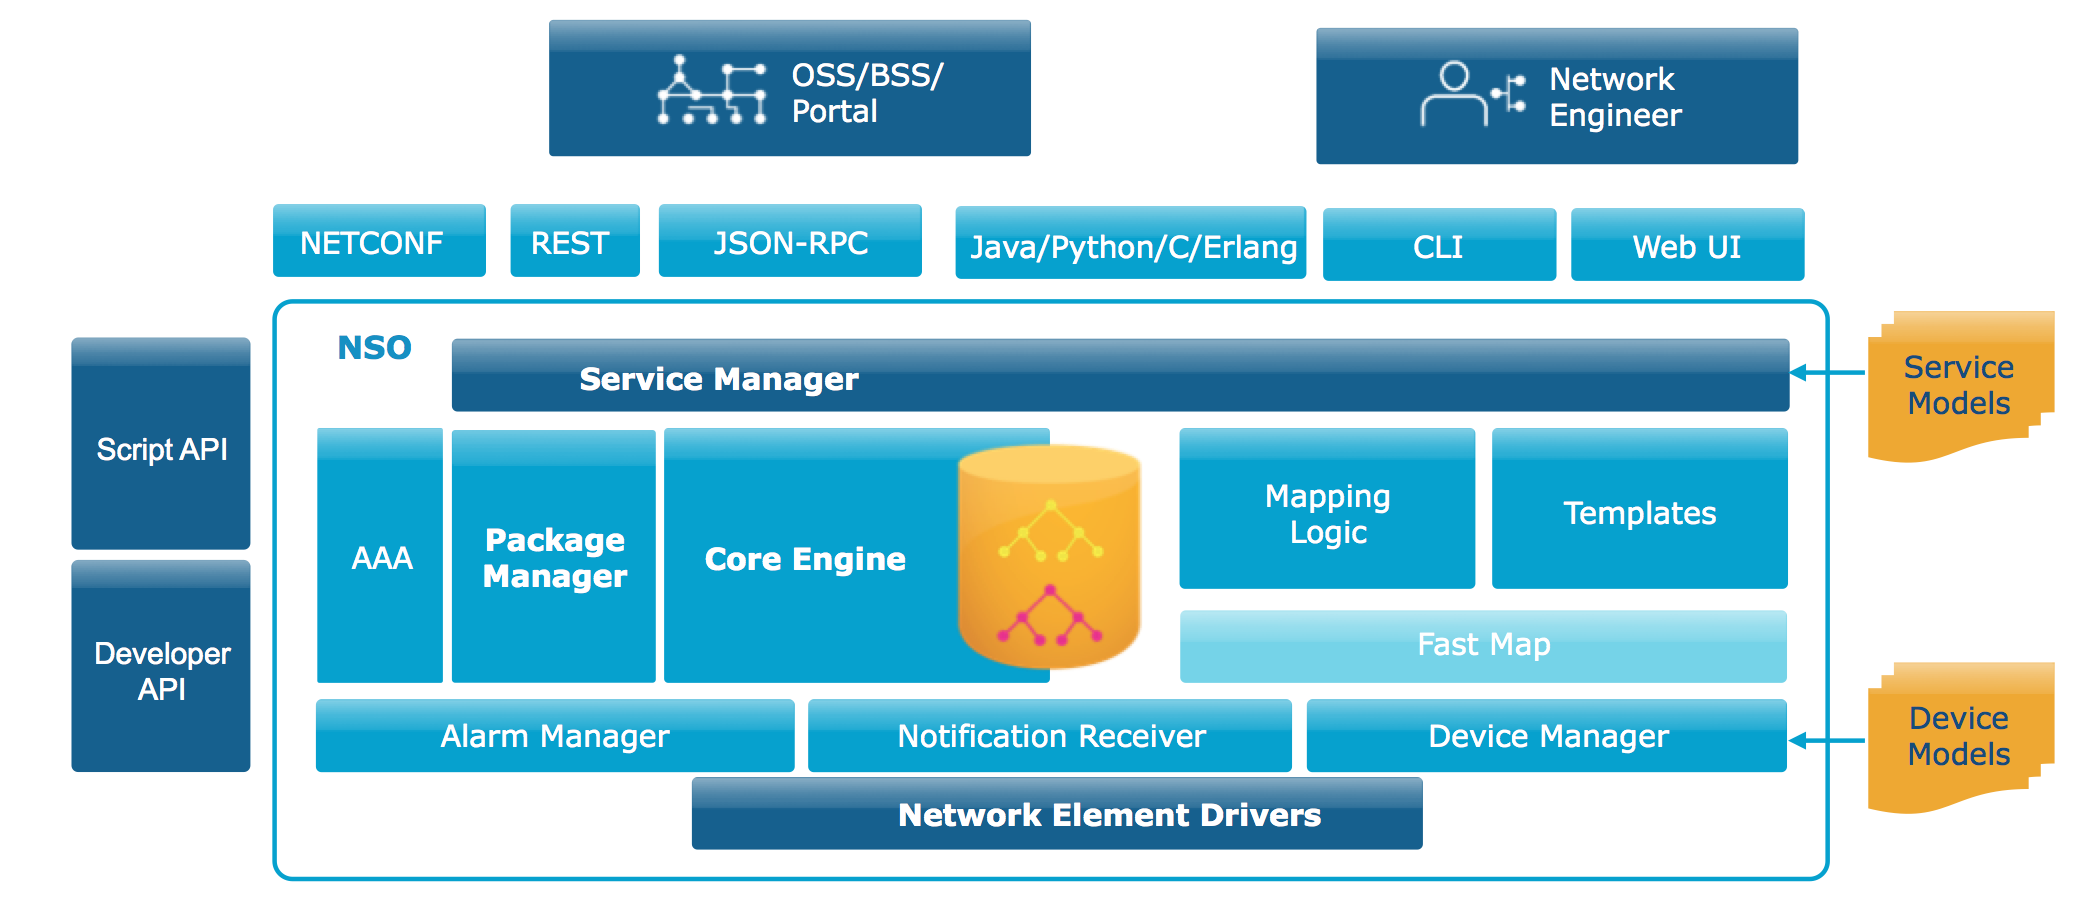 OSS/BSS/
Portal
Network
Engineer
NETCONF
REST
JSON-RPC
Java/Python/C/Erlang
CLI
Web UI
NSO
Service Manager
Service
Models
Script API
AAA
Package
Manager
Core Engine
Mapping
Logic
Templates
Fast Map
Developer
API
Alarm Manager
Notification Receiver
Device Manager
Device
Models
Network Element Drivers